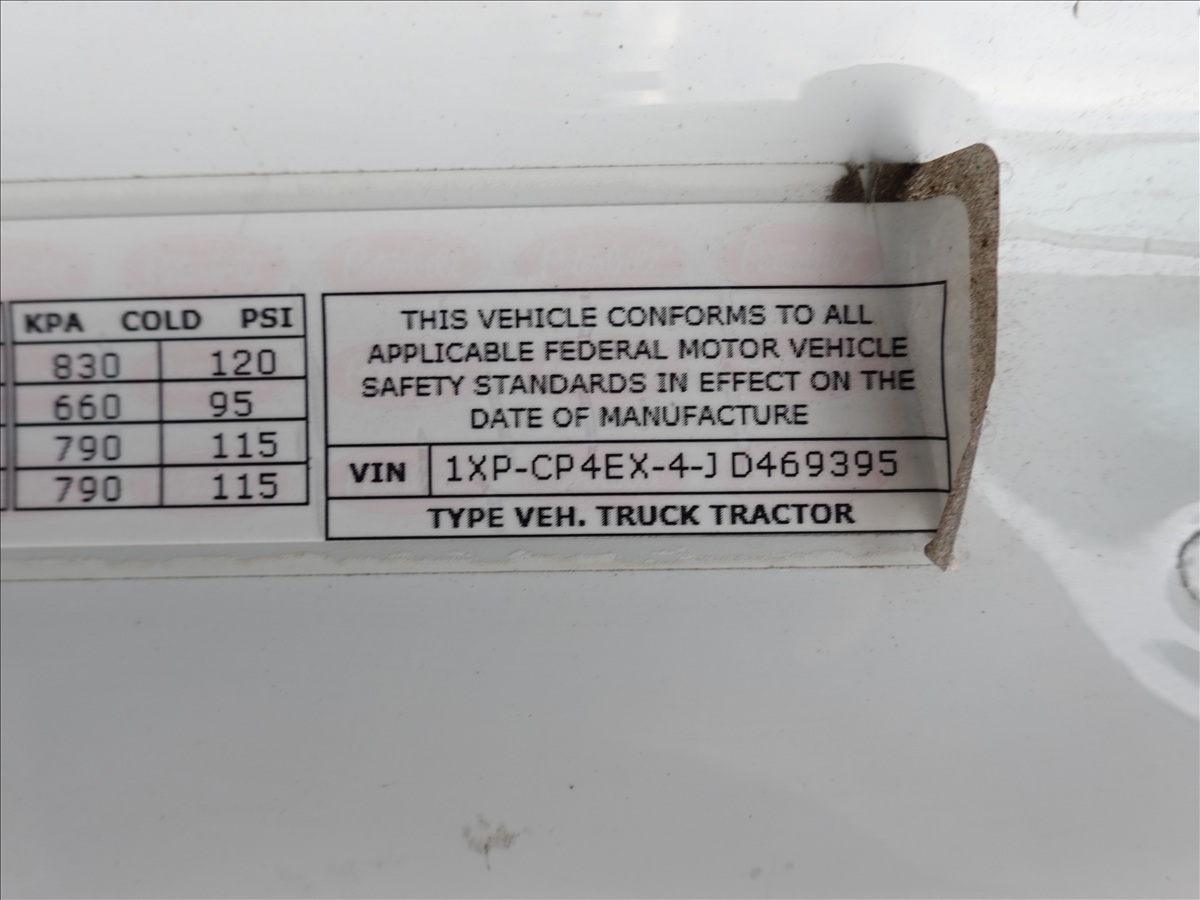 KPA COLD PSI
830 120
660 95
790 115
790 115
THIS VEHICLE CONFORMS TO ALL
APPLICABLE FEDERAL MOTOR VEHICLE
SAFETY STANDARDS IN EFFECT ON THE
DATE OF MANUFACTURE
VIN 1XP-CP4EX-4-JD469395
TYPE VEH. TRUCK TRACTOR